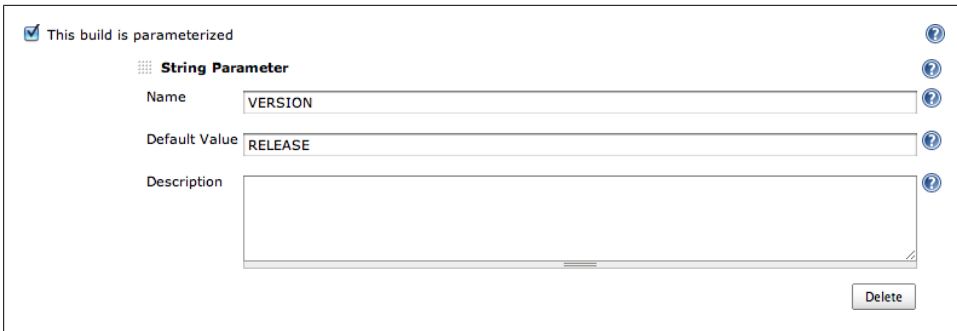 This build is parameterized
String Parameter
Name VERSION
Default Value RELEASE
Description
Delete